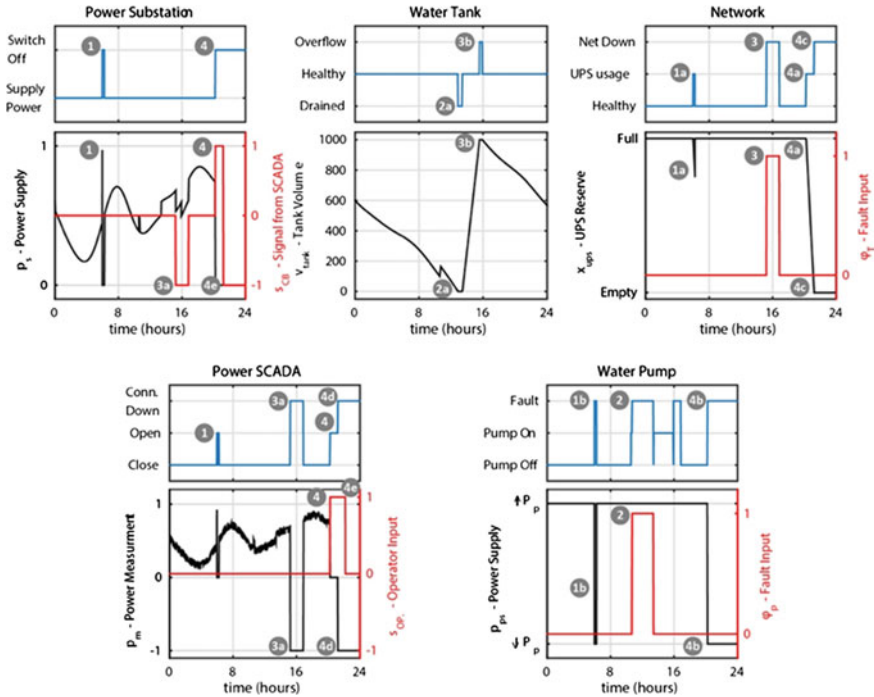 Power Substation
Switch Off
Supply Power
1
4
1
0
p_s - Power Supply
1
4
3a
4e
1
0
-1
s_CB - Signal from SCADA
0 8 16 24
time (hours)
Water Tank
Overflow
Healthy
Drained
3b
2a
1000
800
600
400
200
0
v_tank - Tank Volume
3b
2a
0 8 16 24
time (hours)
Network
Net Down
UPS usage
Healthy
1a
3
4c
4a
Full
Empty
x_ups - UPS Reserve
1a
3
4a
4c
1
0
φ_f - Fault Input
0 8 16 24
time (hours)
Power SCADA
Conn. Down
Open
Close
1
3a
4d
4
1
0
-1
p_m - Power Measurmert
4
4e
3a
4d
1
0
-1
s_OP. - Operator Input
0 8 16 24
time (hours)
Water Pump
Fault
Pump On
Pump Off
1b
2
4b
↑P_p
↓P_p
p_ps - Power Supply
1b
2
4b
1
0
φ_p - Fault Input
0 8 16 24
time (hours)